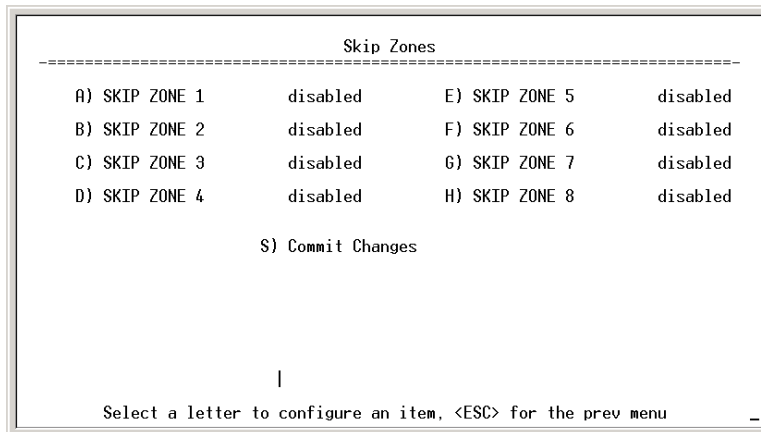 Skip Zones
-==========================================================================-
A) SKIP ZONE 1 disabled E) SKIP ZONE 5 disabled
B) SKIP ZONE 2 disabled F) SKIP ZONE 6 disabled
C) SKIP ZONE 3 disabled G) SKIP ZONE 7 disabled
D) SKIP ZONE 4 disabled H) SKIP ZONE 8 disabled
S) Commit Changes
Select a letter to configure an item, <ESC> for the prev menu _